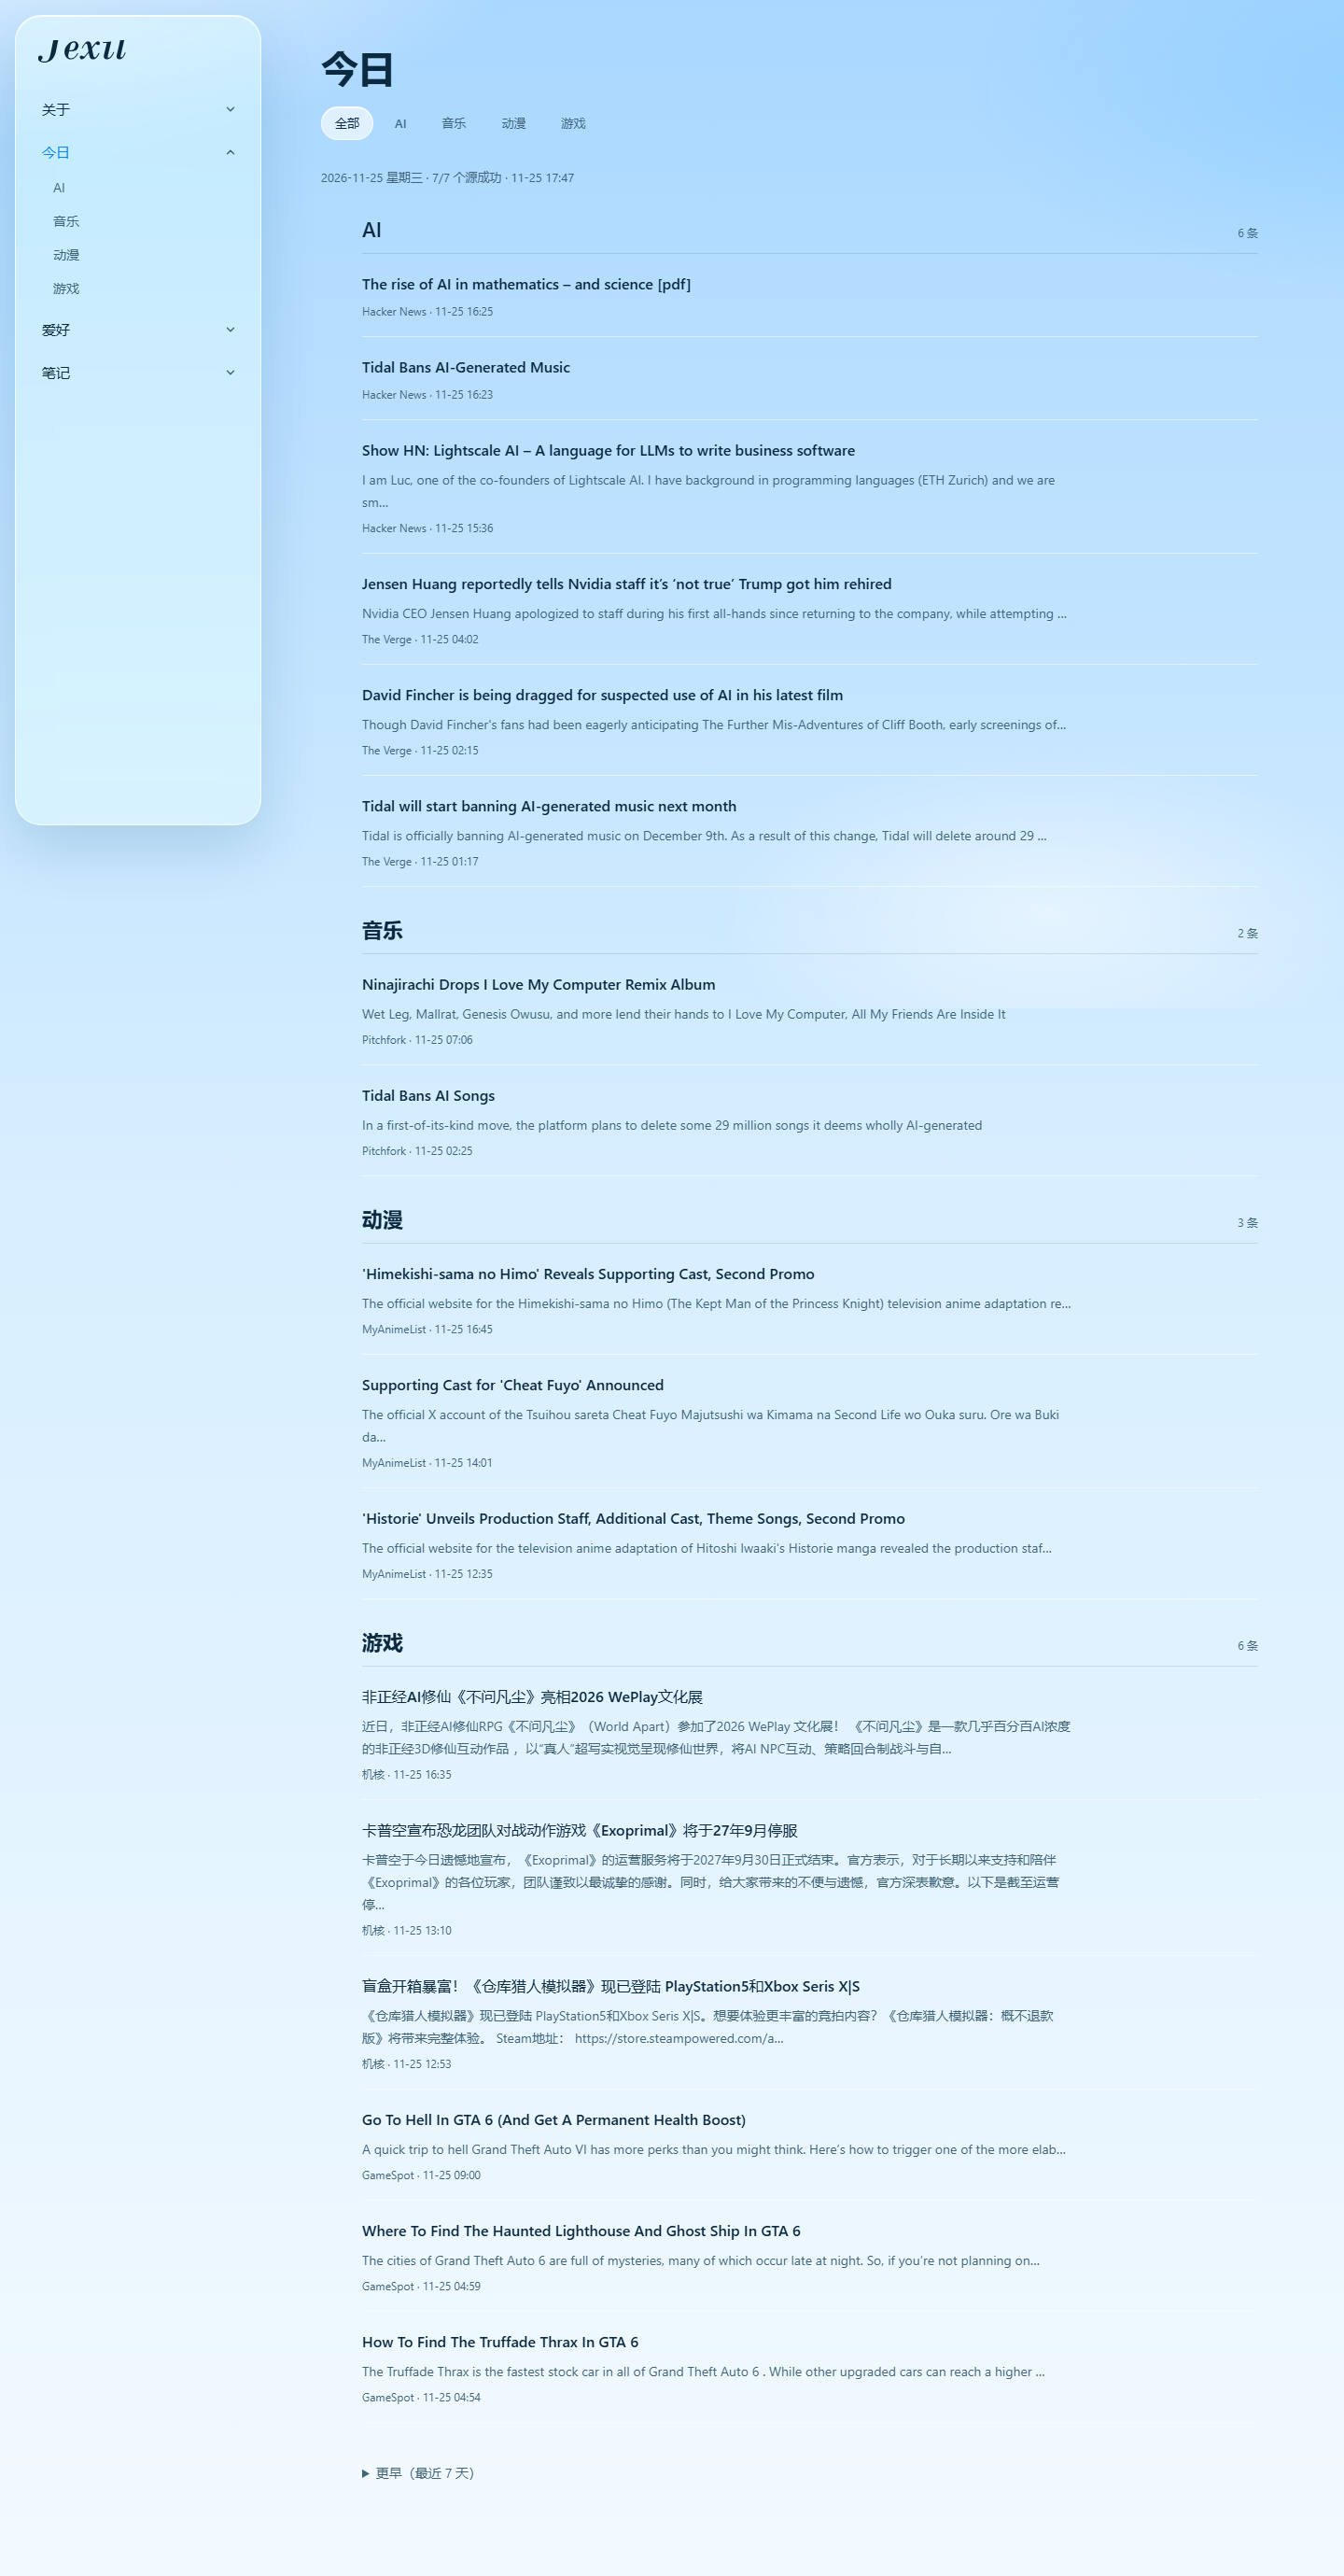 Jexu
关于
今日
AI
音乐
动漫
游戏
爱好
笔记
今日
全部 AI 音乐 动漫 游戏
2026-11-25 星期三 · 7/7 个源成功 · 11-25 17:47
AI 6 条
The rise of AI in mathematics – and science [pdf]
Hacker News · 11-25 16:25
Tidal Bans AI-Generated Music
Hacker News · 11-25 16:23
Show HN: Lightscale AI – A language for LLMs to write business software
I am Luc, one of the co-founders of Lightscale AI. I have background in programming languages (ETH Zurich) and we are
sm...
Hacker News · 11-25 15:36
Jensen Huang reportedly tells Nvidia staff it’s ‘not true’ Trump got him rehired
Nvidia CEO Jensen Huang apologized to staff during his first all-hands since returning to the company, while attempting ...
The Verge · 11-25 04:02
David Fincher is being dragged for suspected use of AI in his latest film
Though David Fincher's fans had been eagerly anticipating The Further Mis-Adventures of Cliff Booth, early screenings of...
The Verge · 11-25 02:15
Tidal will start banning AI-generated music next month
Tidal is officially banning AI-generated music on December 9th. As a result of this change, Tidal will delete around 29 ...
The Verge · 11-25 01:17
音乐 2 条
Ninajirachi Drops I Love My Computer Remix Album
Wet Leg, Mallrat, Genesis Owusu, and more lend their hands to I Love My Computer, All My Friends Are Inside It
Pitchfork · 11-25 07:06
Tidal Bans AI Songs
In a first-of-its-kind move, the platform plans to delete some 29 million songs it deems wholly AI-generated
Pitchfork · 11-25 02:25
动漫 3 条
'Himekishi-sama no Himo' Reveals Supporting Cast, Second Promo
The official website for the Himekishi-sama no Himo (The Kept Man of the Princess Knight) television anime adaptation re...
MyAnimeList · 11-25 16:45
Supporting Cast for 'Cheat Fuyo' Announced
The official X account of the Tsuihou sareta Cheat Fuyo Majutsushi wa Kimama na Second Life wo Ouka suru. Ore wa Buki
da...
MyAnimeList · 11-25 14:01
'Historie' Unveils Production Staff, Additional Cast, Theme Songs, Second Promo
The official website for the television anime adaptation of Hitoshi Iwaaki's Historie manga revealed the production staf...
MyAnimeList · 11-25 12:35
游戏 6 条
非正经AI修仙《不问凡尘》亮相2026 WePlay文化展
近日，非正经AI修仙RPG《不问凡尘》（World Apart）参加了2026 WePlay 文化展！ 《不问凡尘》是一款几乎百分百AI浓度
的非正经3D修仙互动作品 ，以“真人”超写实视觉呈现修仙世界，将AI NPC互动、策略回合制战斗与自...
机核 · 11-25 16:35
卡普空宣布恐龙团队对战动作游戏《Exoprimal》将于27年9月停服
卡普空于今日遗憾地宣布，《Exoprimal》的运营服务将于2027年9月30日正式结束。官方表示，对于长期以来支持和陪伴
《Exoprimal》的各位玩家，团队谨致以最诚挚的感谢。同时，给大家带来的不便与遗憾，官方深表歉意。以下是截至运营
停...
机核 · 11-25 13:10
盲盒开箱暴富！《仓库猎人模拟器》现已登陆 PlayStation5和Xbox Seris X|S
《仓库猎人模拟器》现已登陆 PlayStation5和Xbox Seris X|S。想要体验更丰富的竞拍内容？《仓库猎人模拟器：概不退款
版》将带来完整体验。 Steam地址： https://store.steampowered.com/a...
机核 · 11-25 12:53
Go To Hell In GTA 6 (And Get A Permanent Health Boost)
A quick trip to hell Grand Theft Auto VI has more perks than you might think. Here’s how to trigger one of the more elab...
GameSpot · 11-25 09:00
Where To Find The Haunted Lighthouse And Ghost Ship In GTA 6
The cities of Grand Theft Auto 6 are full of mysteries, many of which occur late at night. So, if you’re not planning on...
GameSpot · 11-25 04:59
How To Find The Truffade Thrax In GTA 6
The Truffade Thrax is the fastest stock car in all of Grand Theft Auto 6 . While other upgraded cars can reach a higher ...
GameSpot · 11-25 04:54
▶ 更早（最近 7 天）